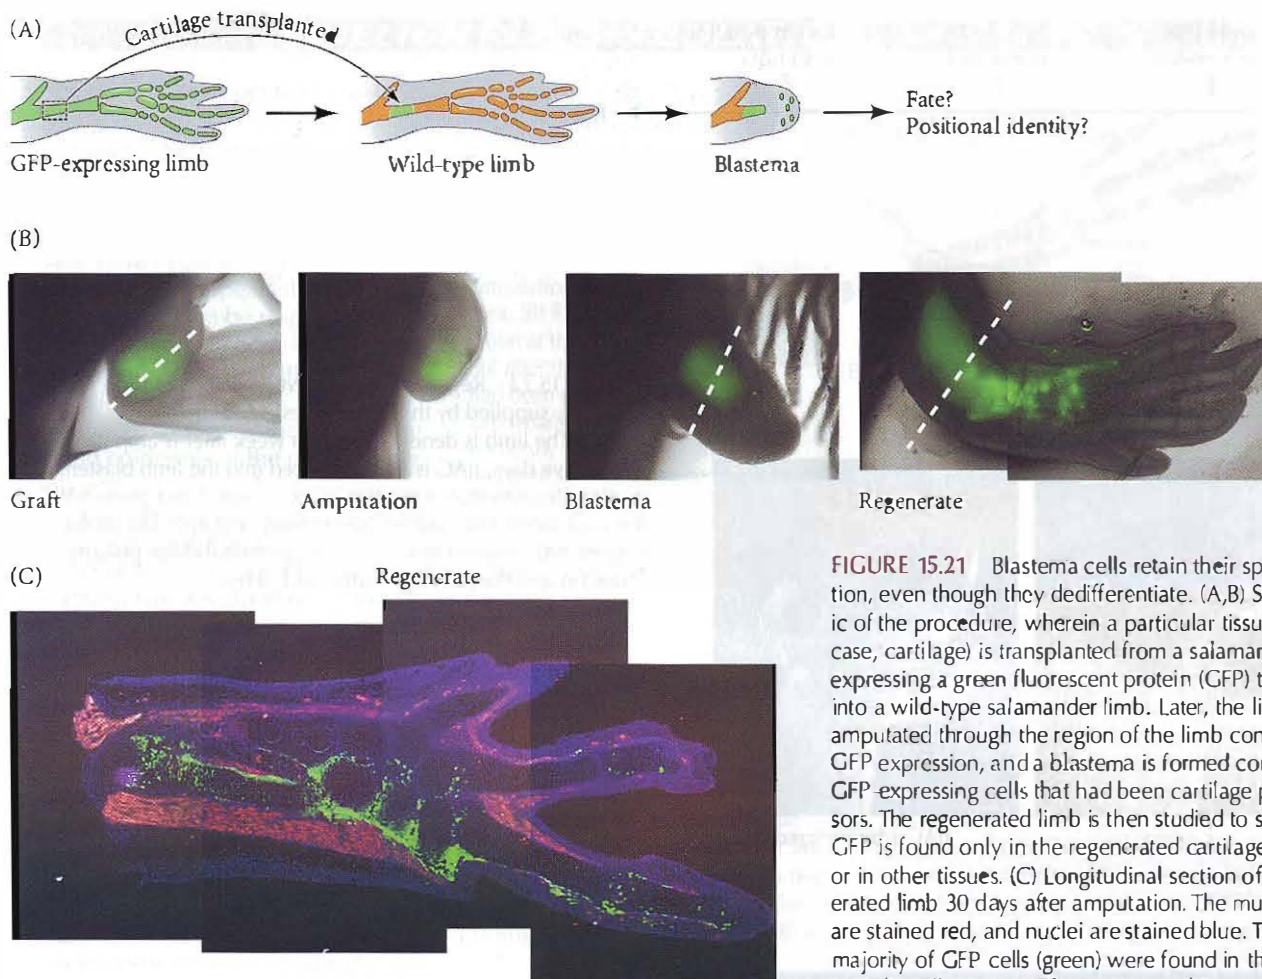 (A)
Cartilage transplanted
GFP-expressing limb
Wild-type limb
Blastema
Fate?
Positional identity?
(B)
Graft
Amputation
Blastema
Regenerate
(C)
Regenerate
FIGURE 15.21 Blastema cells retain their sp
tion, even though they dedifferentiate. (A,B) S
ic of the procedure, wherein a particular tissu
case, cartilage) is transplanted from a salamar
expressing a green fluorescent protein (GFP) t
into a wild-type salamander limb. Later, the li
amputated through the region of the limb con
GFP expression, and a blastema is formed cor
GFP-expressing cells that had been cartilage p
sors. The regenerated limb is then studied to s
GFP is found only in the regenerated cartilage
or in other tissues. (C) Longitudinal section of
erated limb 30 days after amputation. The mu
are stained red, and nuclei are stained blue. T
majority of GFP cells (green) were found in th